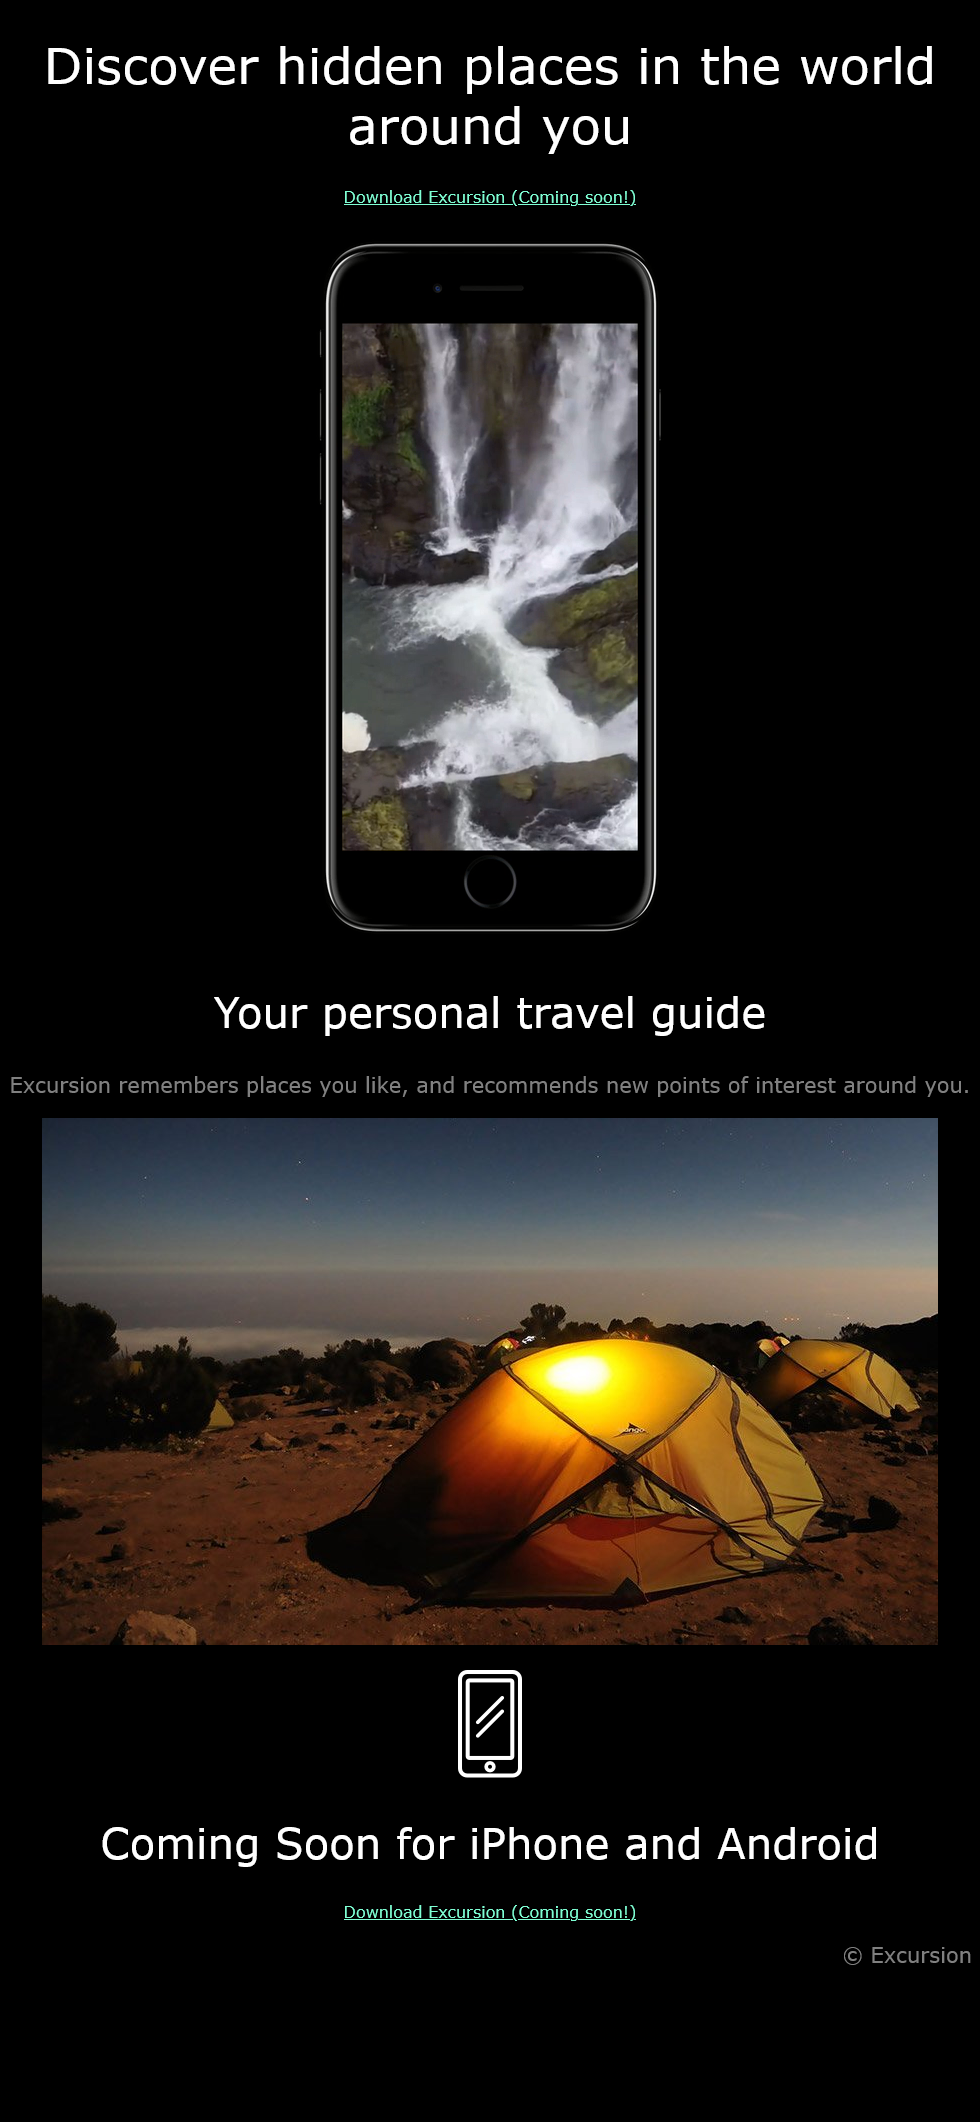 Discover hidden places in the world
around you
Download Excursion (Coming soon!)
Your personal travel guide
Excursion remembers places you like, and recommends new points of interest around you.
Coming Soon for iPhone and Android
Download Excursion (Coming soon!)
© Excursion